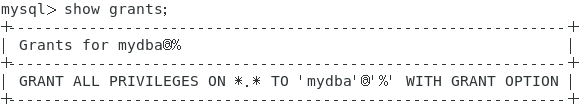 mysql> show grants;
+-----------------------------------------------------------------+
| Grants for mydba@%
+-----------------------------------------------------------------+
| GRANT ALL PRIVILEGES ON *.* TO 'mydba'@'%' WITH GRANT OPTION |
+-----------------------------------------------------------------+